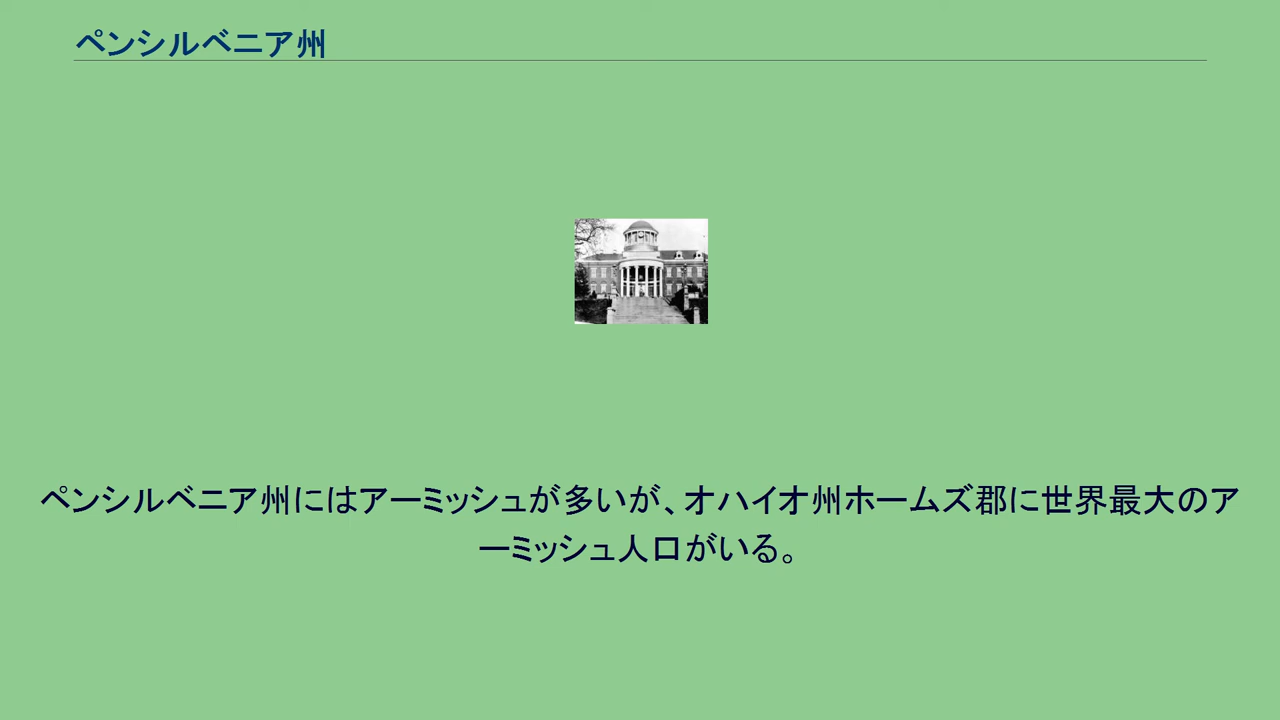 ペンシルベニア州
ペンシルベニア州にはアーミッシュが多いが、オハイオ州ホームズ郡に世界最大のア
ーミッシュ人口がいる。